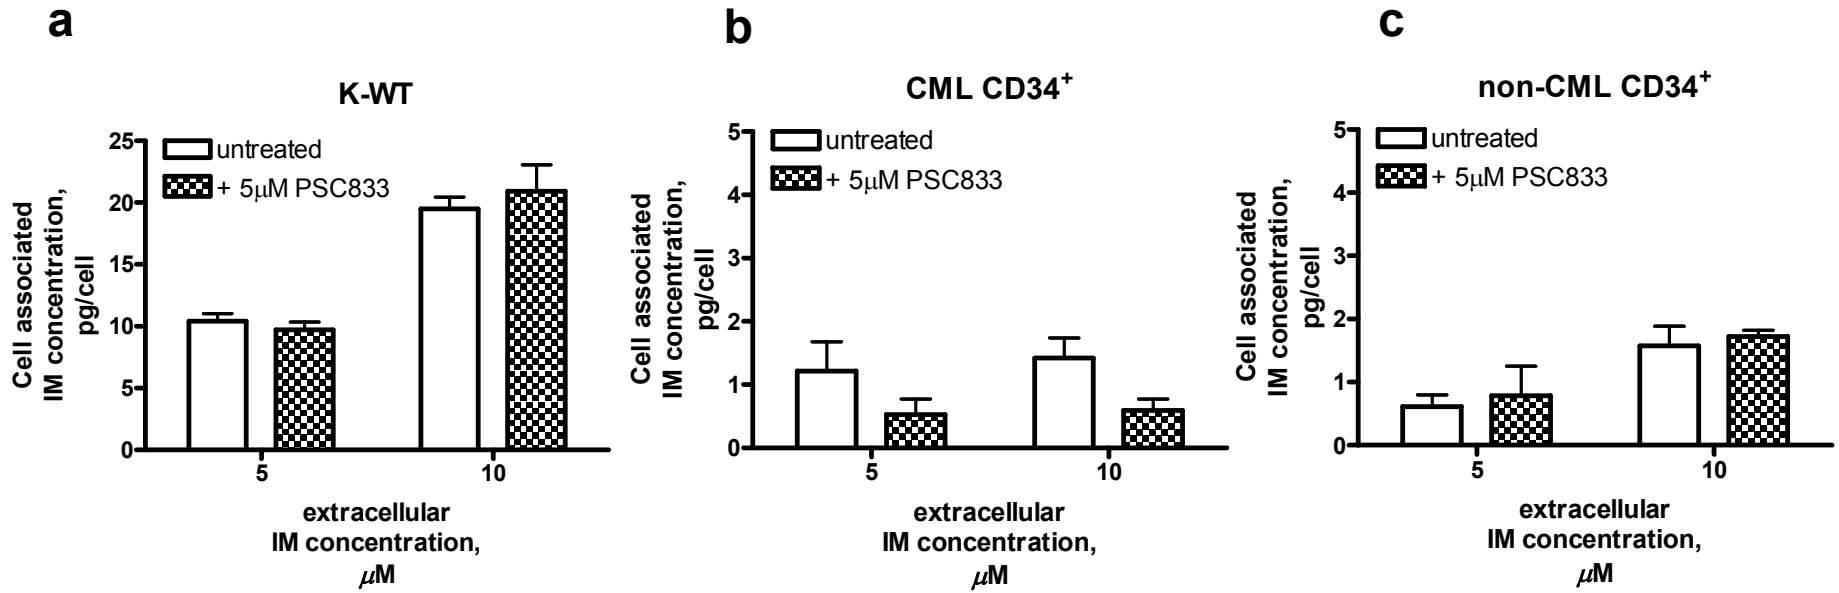 a
K-WT
25
20
15
10
5
0
untreated
+ 5μM PSC833
Cell associated
IM concentration,
pg/cell
5
10
extracellular
IM concentration,
μM
b
CML CD34+
5
4
3
2
1
0
untreated
+ 5μM PSC833
Cell associated
IM concentration,
pg/cell
5
10
extracellular
IM concentration,
μM
c
non-CML CD34+
5
4
3
2
1
0
untreated
+ 5μM PSC833
Cell associated
IM concentration,
pg/cell
5
10
extracellular
IM concentration,
μM